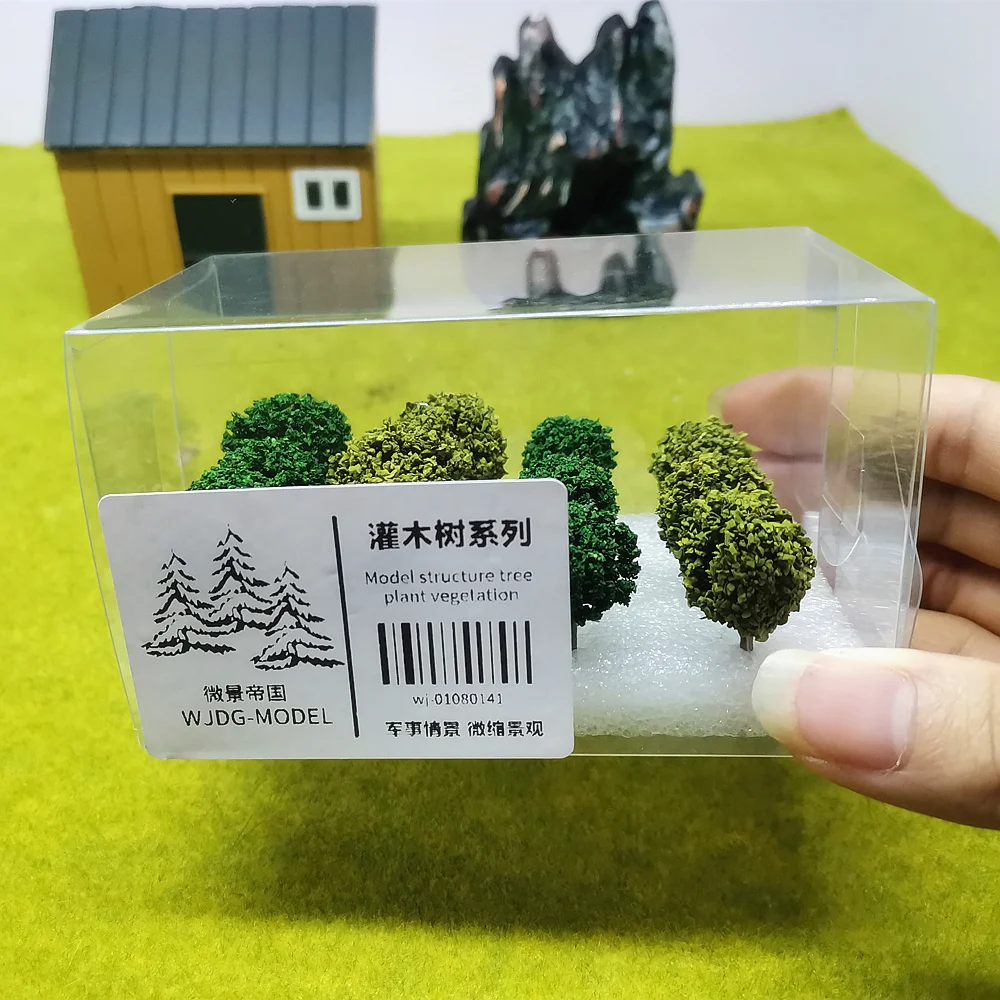 灌木树系列
Model structure tree
plant vegelation
wj-01080141
军事情景 微缩景观
微景帝国
WJDG-MODEL